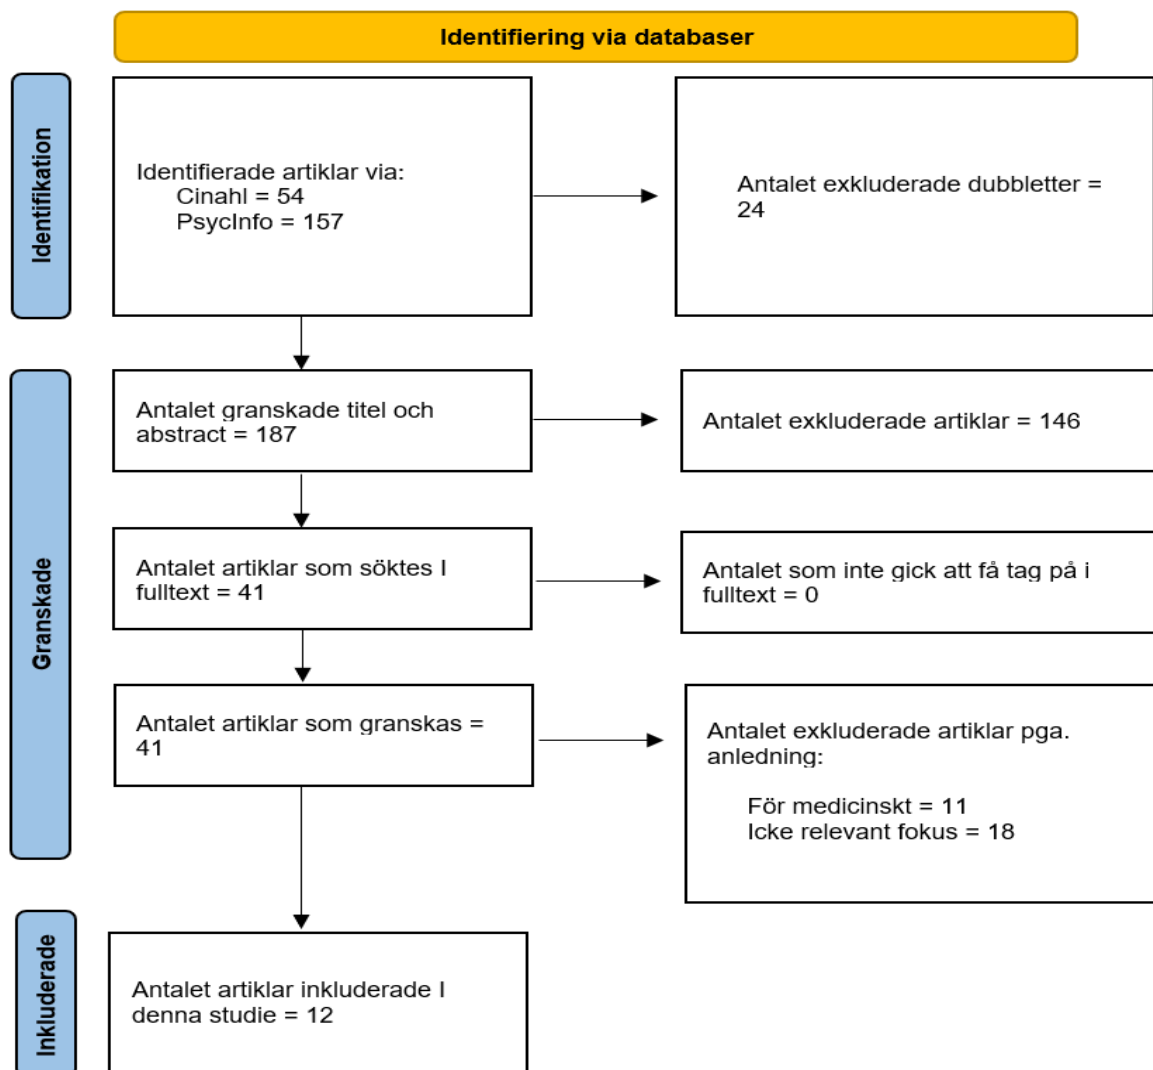 Identifiering via databaser
Identifikation
Identifierade artiklar via:
Cinahl = 54
PsycInfo = 157
Antalet exkluderade dubbletter =
24
Granskade
Antalet granskade titel och
abstract = 187
Antalet exkluderade artiklar = 146
Antalet artiklar som söktes I
fulltext = 41
Antalet som inte gick att få tag på i
fulltext = 0
Antalet artiklar som granskas =
41
Antalet exkluderade artiklar pga.
anledning:
För medicinskt = 11
Icke relevant fokus = 18
Inkluderade
Antalet artiklar inkluderade I
denna studie = 12